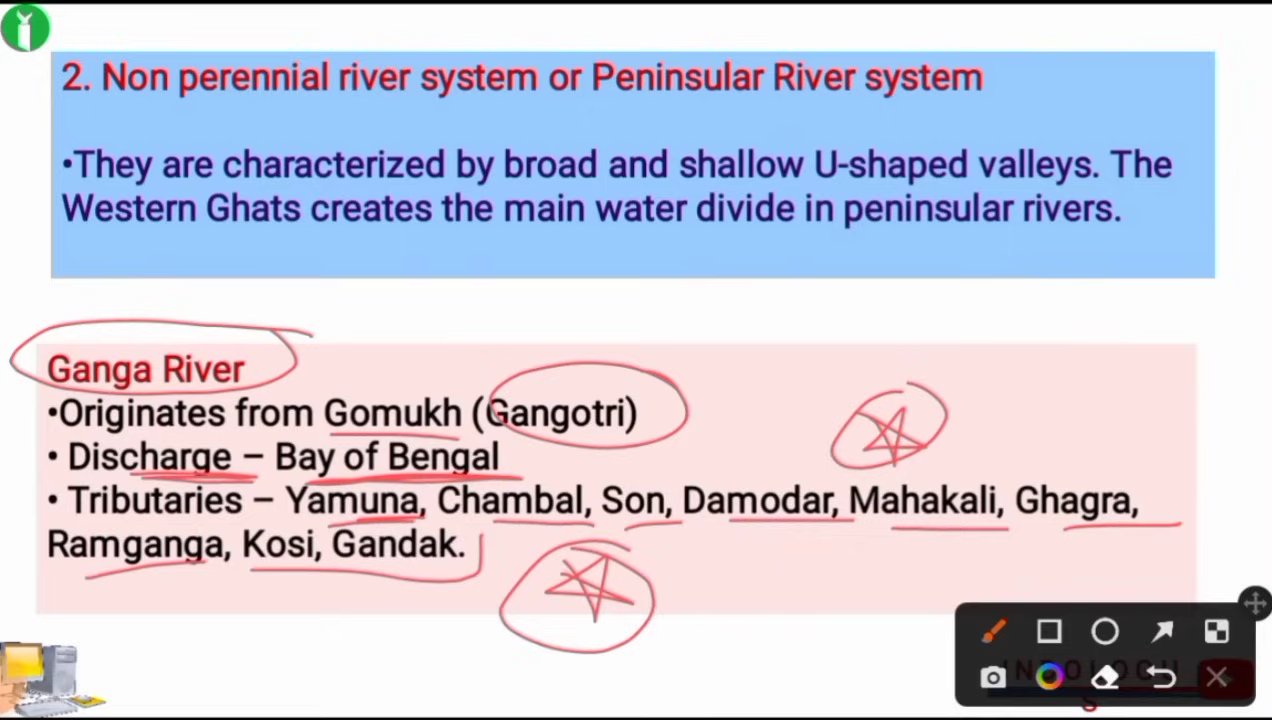 2. Non perennial river system or Peninsular River system
•They are characterized by broad and shallow U-shaped valleys. The
Western Ghats creates the main water divide in peninsular rivers.
Ganga River
•Originates from Gomukh (Gangotri)
• Discharge – Bay of Bengal
• Tributaries – Yamuna, Chambal, Son, Damodar, Mahakali, Ghagra,
Ramganga, Kosi, Gandak.